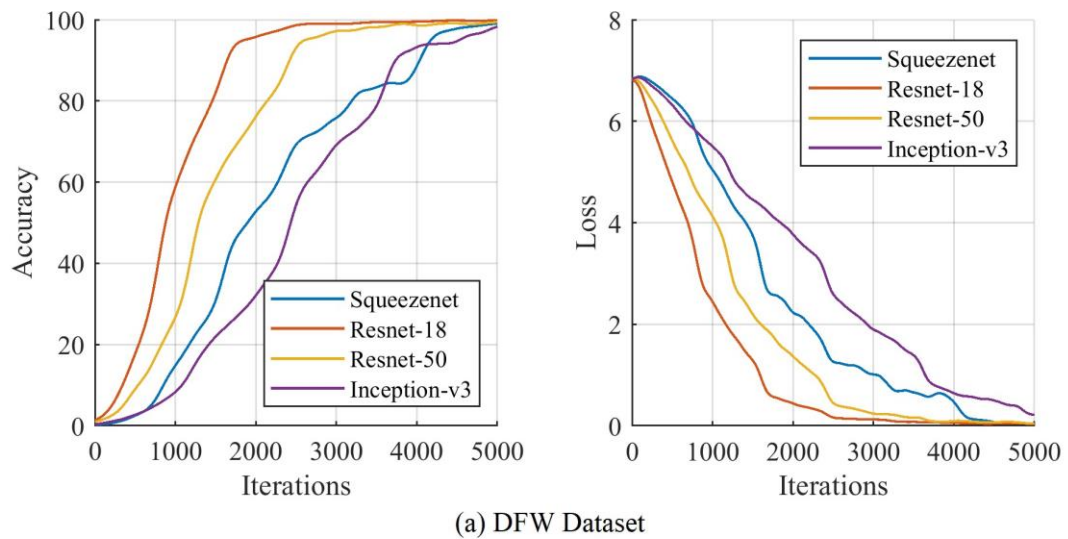 100
80
60
40
20
0
Accuracy
Squeezenet
Resnet-18
Resnet-50
Inception-v3
0 1000 2000 3000 4000 5000
Iterations
8
6
4
2
0
Loss
Squeezenet
Resnet-18
Resnet-50
Inception-v3
0 1000 2000 3000 4000 5000
Iterations
(a) DFW Dataset